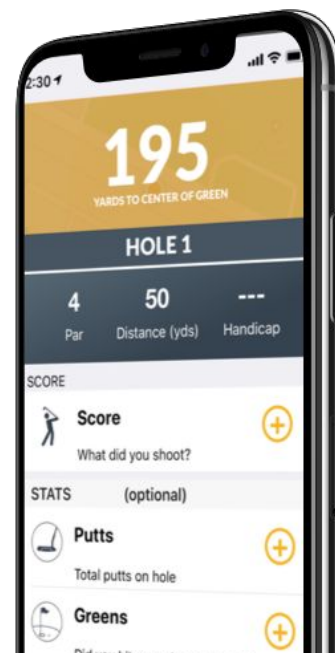 2:30
195
YARDS TO CENTER OF GREEN
HOLE 1
4 50 ---
Par Distance (yds) Handicap
SCORE
Score
What did you shoot?
STATS (optional)
Putts
Total putts on hole
Greens